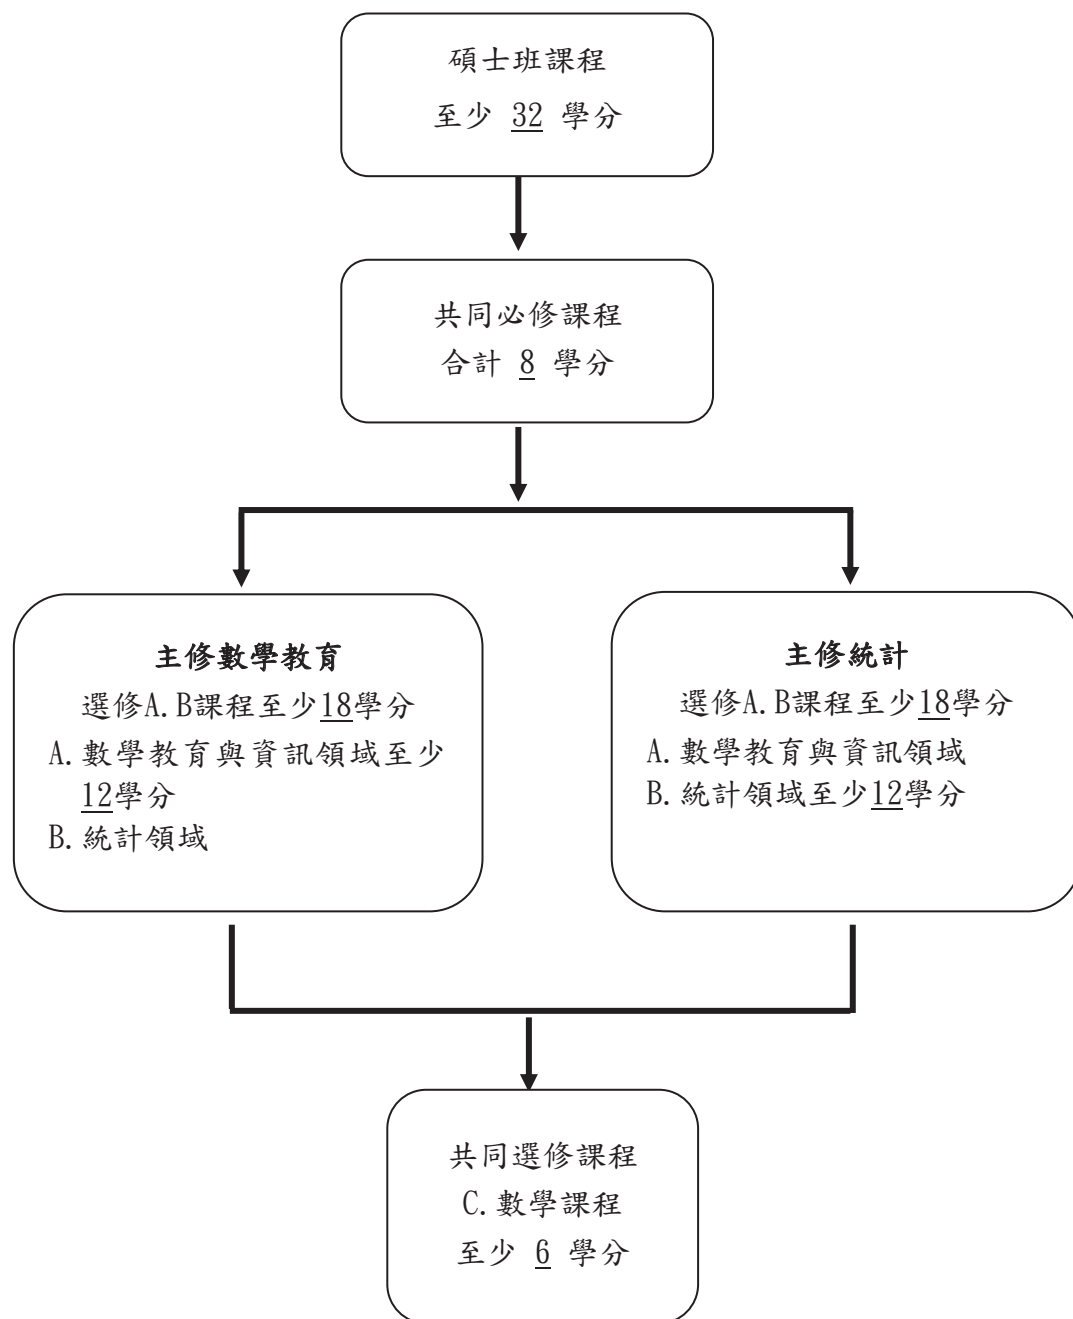 碩士班課程
至少 32 學分
共同必修課程
合計 8 學分
主修數學教育
選修A.B課程至少18學分
A.數學教育與資訊領域至少
12學分
B.統計領域
主修統計
選修A.B課程至少18學分
A.數學教育與資訊領域
B.統計領域至少12學分
共同選修課程
C.數學課程
至少 6 學分